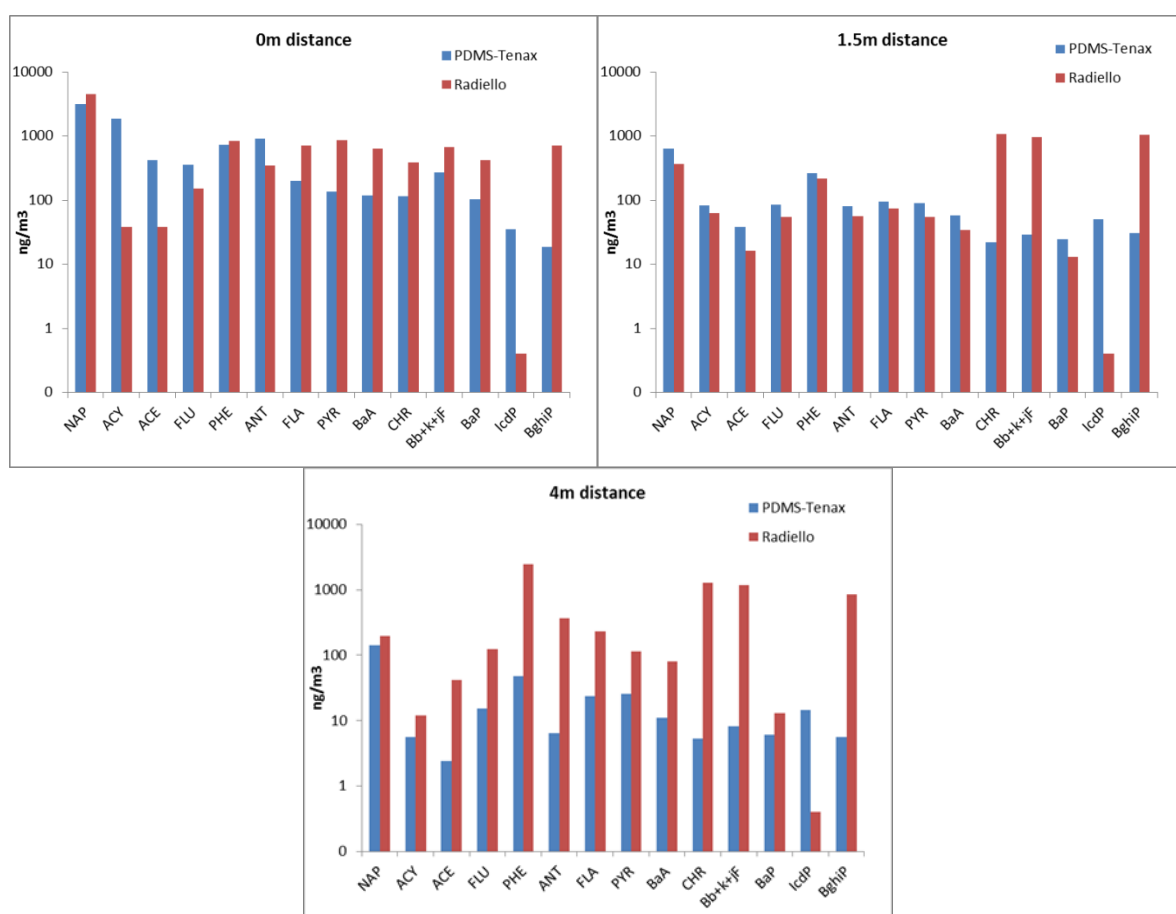 0m distance
PDMS-Tenax
Radiello
10000
1000
100
10
1
0
ng/m3
NAP
ACY
ACE
FLU
PHE
ANT
FLA
PYR
BaA
CHR
Bb+k+jF
BaP
IcdP
BghiP
1.5m distance
PDMS-Tenax
Radiello
10000
1000
100
10
1
0
ng/m3
NAP
ACY
ACE
FLU
PHE
ANT
FLA
PYR
BaA
CHR
Bb+k+jF
BaP
IcdP
BghiP
4m distance
PDMS-Tenax
Radiello
10000
1000
100
10
1
0
ng/m3
NAP
ACY
ACE
FLU
PHE
ANT
FLA
PYR
BaA
CHR
Bb+k+jF
BaP
IcdP
BghiP